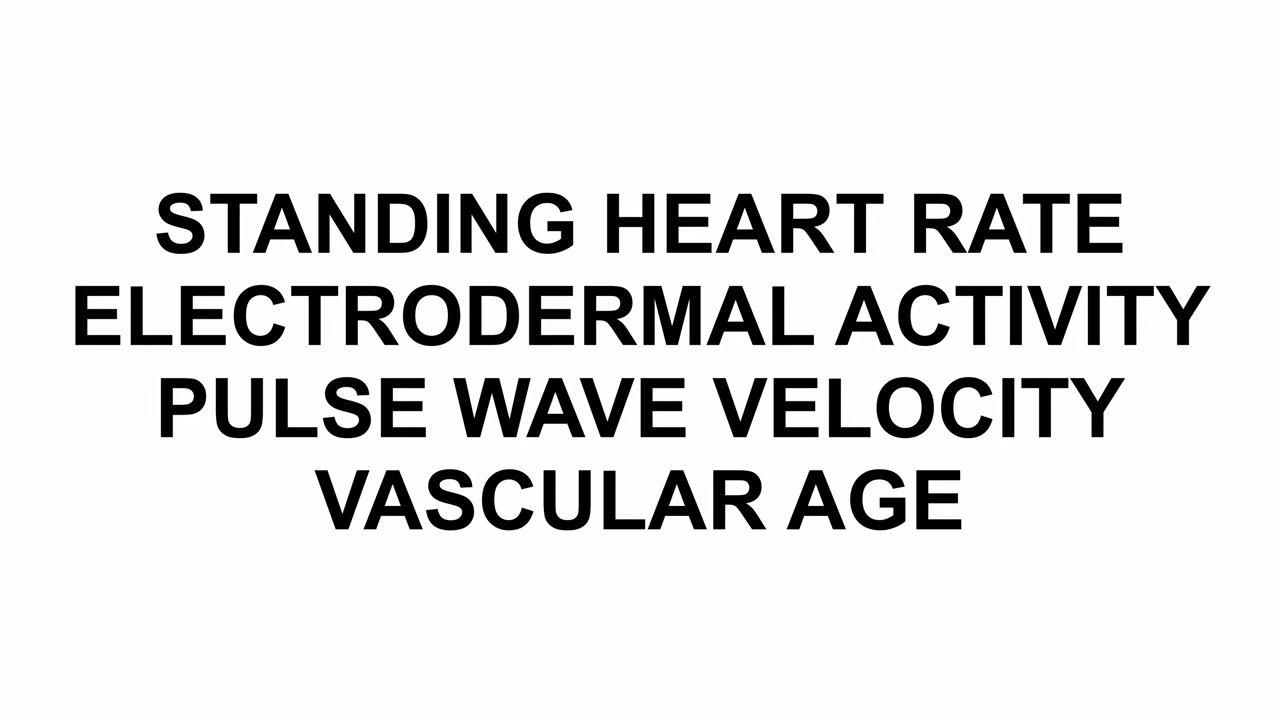 STANDING HEART RATE
ELECTRODERMAL ACTIVITY
PULSE WAVE VELOCITY
VASCULAR AGE